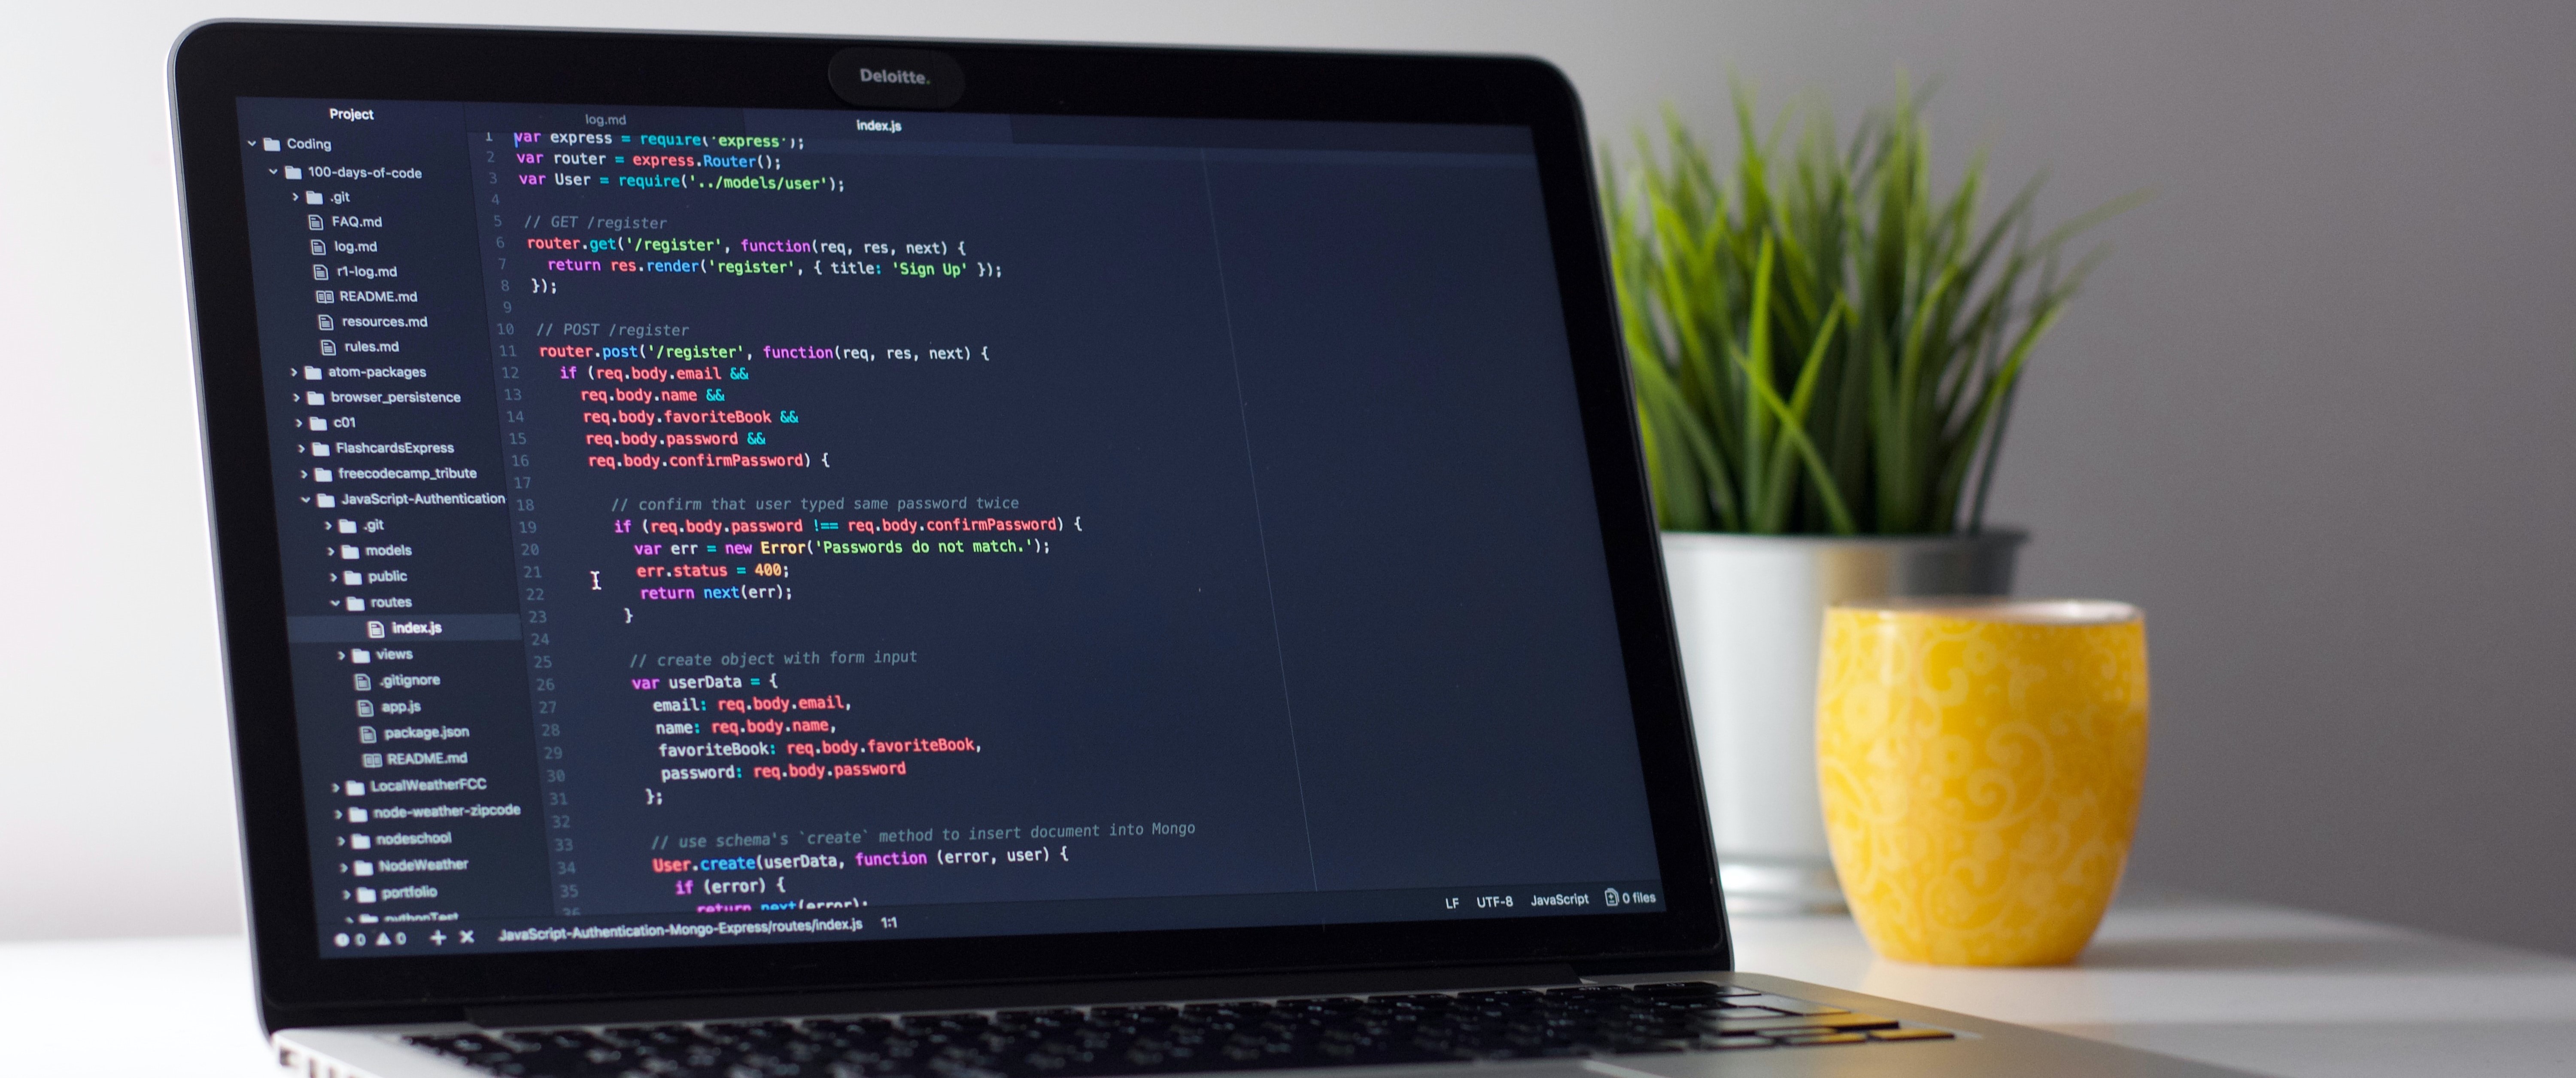 Deloitte.
Project
Coding
100-days-of-code
.git
FAQ.md
log.md
r1-log.md
README.md
resources.md
rules.md
atom-packages
browser_persistence
c01
FlashcardsExpress
freecodecamp_tribute
JavaScript-Authentication
.git
models
public
routes
index.js
views
.gitignore
app.js
package.json
README.md
LocalWeatherFCC
node-weather-zipcode
nodeschool
NodeWeather
portfolio
pythonTest
log.md
index.js
1 var express = require('express');
2 var router = express.Router();
3 var User = require('../models/user');
4
5 // GET /register
6 router.get('/register', function(req, res, next) {
7 return res.render('register', { title: 'Sign Up' });
8 });
9
10 // POST /register
11 router.post('/register', function(req, res, next) {
12 if (req.body.email &&
13 req.body.name &&
14 req.body.favoriteBook &&
15 req.body.password &&
16 req.body.confirmPassword) {
17
18 // confirm that user typed same password twice
19 if (req.body.password !== req.body.confirmPassword) {
20 var err = new Error('Passwords do not match.');
21 err.status = 400;
22 return next(err);
23 }
24
25 // create object with form input
26 var userData = {
27 email: req.body.email,
28 name: req.body.name,
29 favoriteBook: req.body.favoriteBook,
30 password: req.body.password
31 };
32
33 // use schema's `create` method to insert document into Mongo
34 User.create(userData, function (error, user) {
35 if (error) {
36 return next(error);
0 0 JavaScript-Authentication-Mongo-Express/routes/index.js 1:1 LF UTF-8 JavaScript 0 files